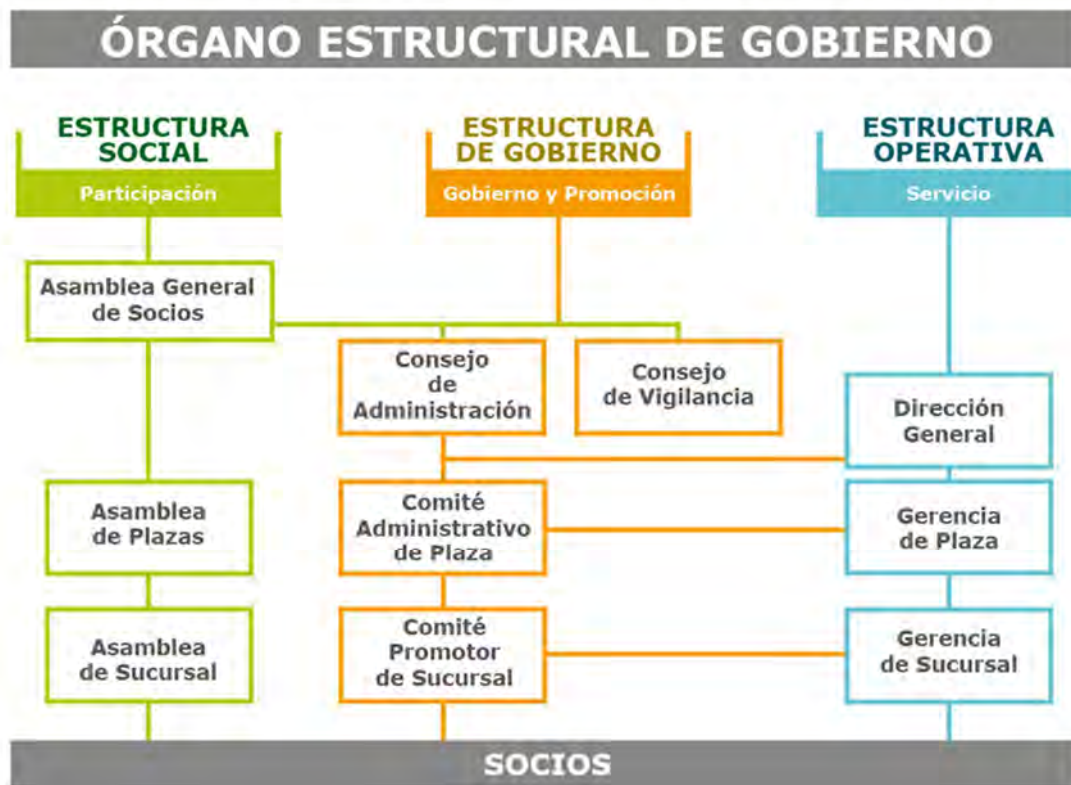 ÓRGANO ESTRUCTURAL DE GOBIERNO
ESTRUCTURA
SOCIAL
Participación
ESTRUCTURA
DE GOBIERNO
Gobierno y Promoción
ESTRUCTURA
OPERATIVA
Servicio
Asamblea General
de Socios
Consejo
de
Administración
Consejo
de Vigilancia
Dirección
General
Asamblea
de Plazas
Comité
Administrativo
de Plaza
Gerencia
de Plaza
Asamblea
de Sucursal
Comité
Promotor
de Sucursal
Gerencia
de Sucursal
SOCIOS